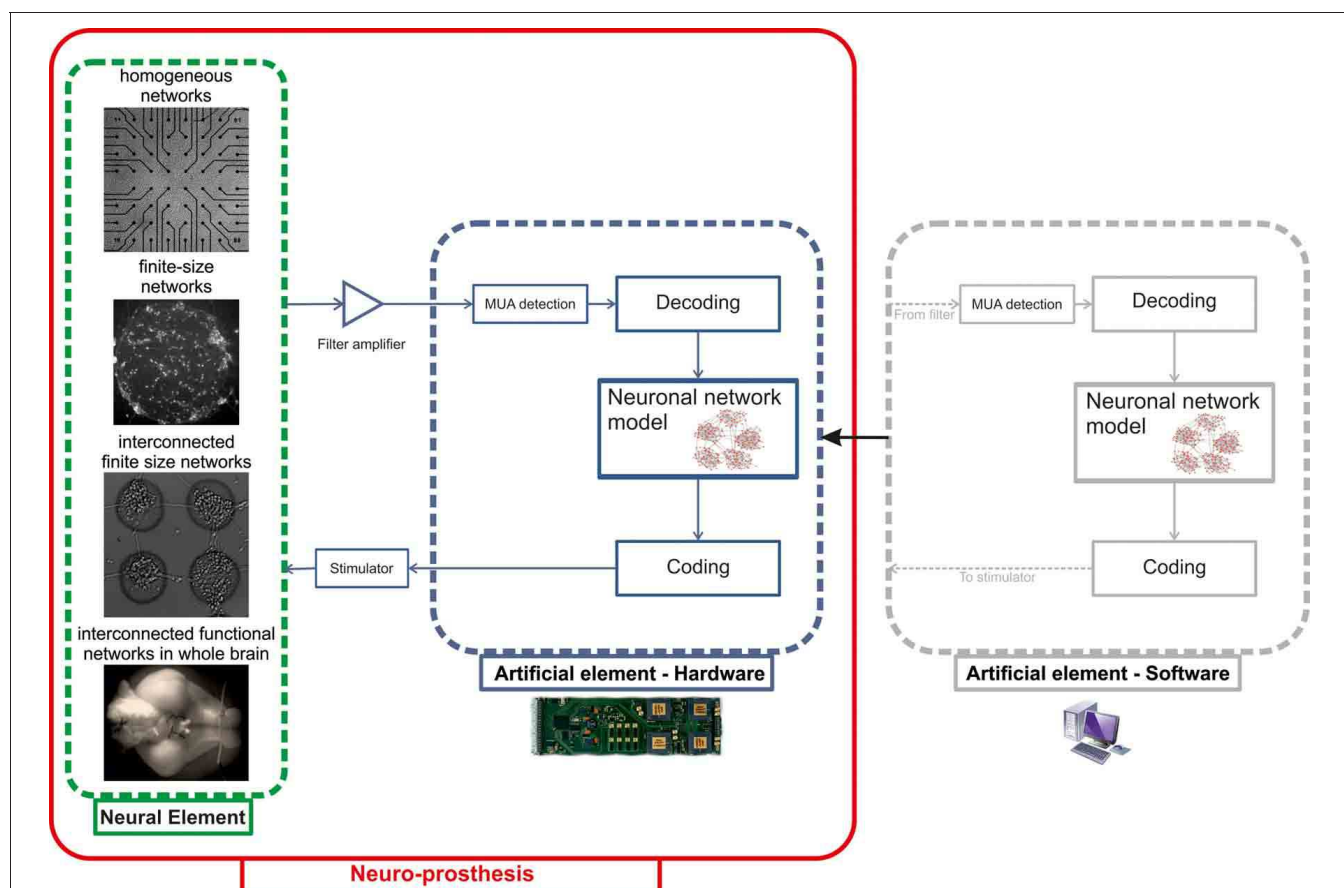 homogeneous
networks
finite-size
networks
interconnected
finite size networks
interconnected functional
networks in whole brain
Neural Element
Filter amplifier
Stimulator
MUA detection
Decoding
Neuronal network
model
Coding
Artificial element - Hardware
From filter
MUA detection
Decoding
Neuronal network
model
To stimulator
Coding
Artificial element - Software
Neuro-prosthesis